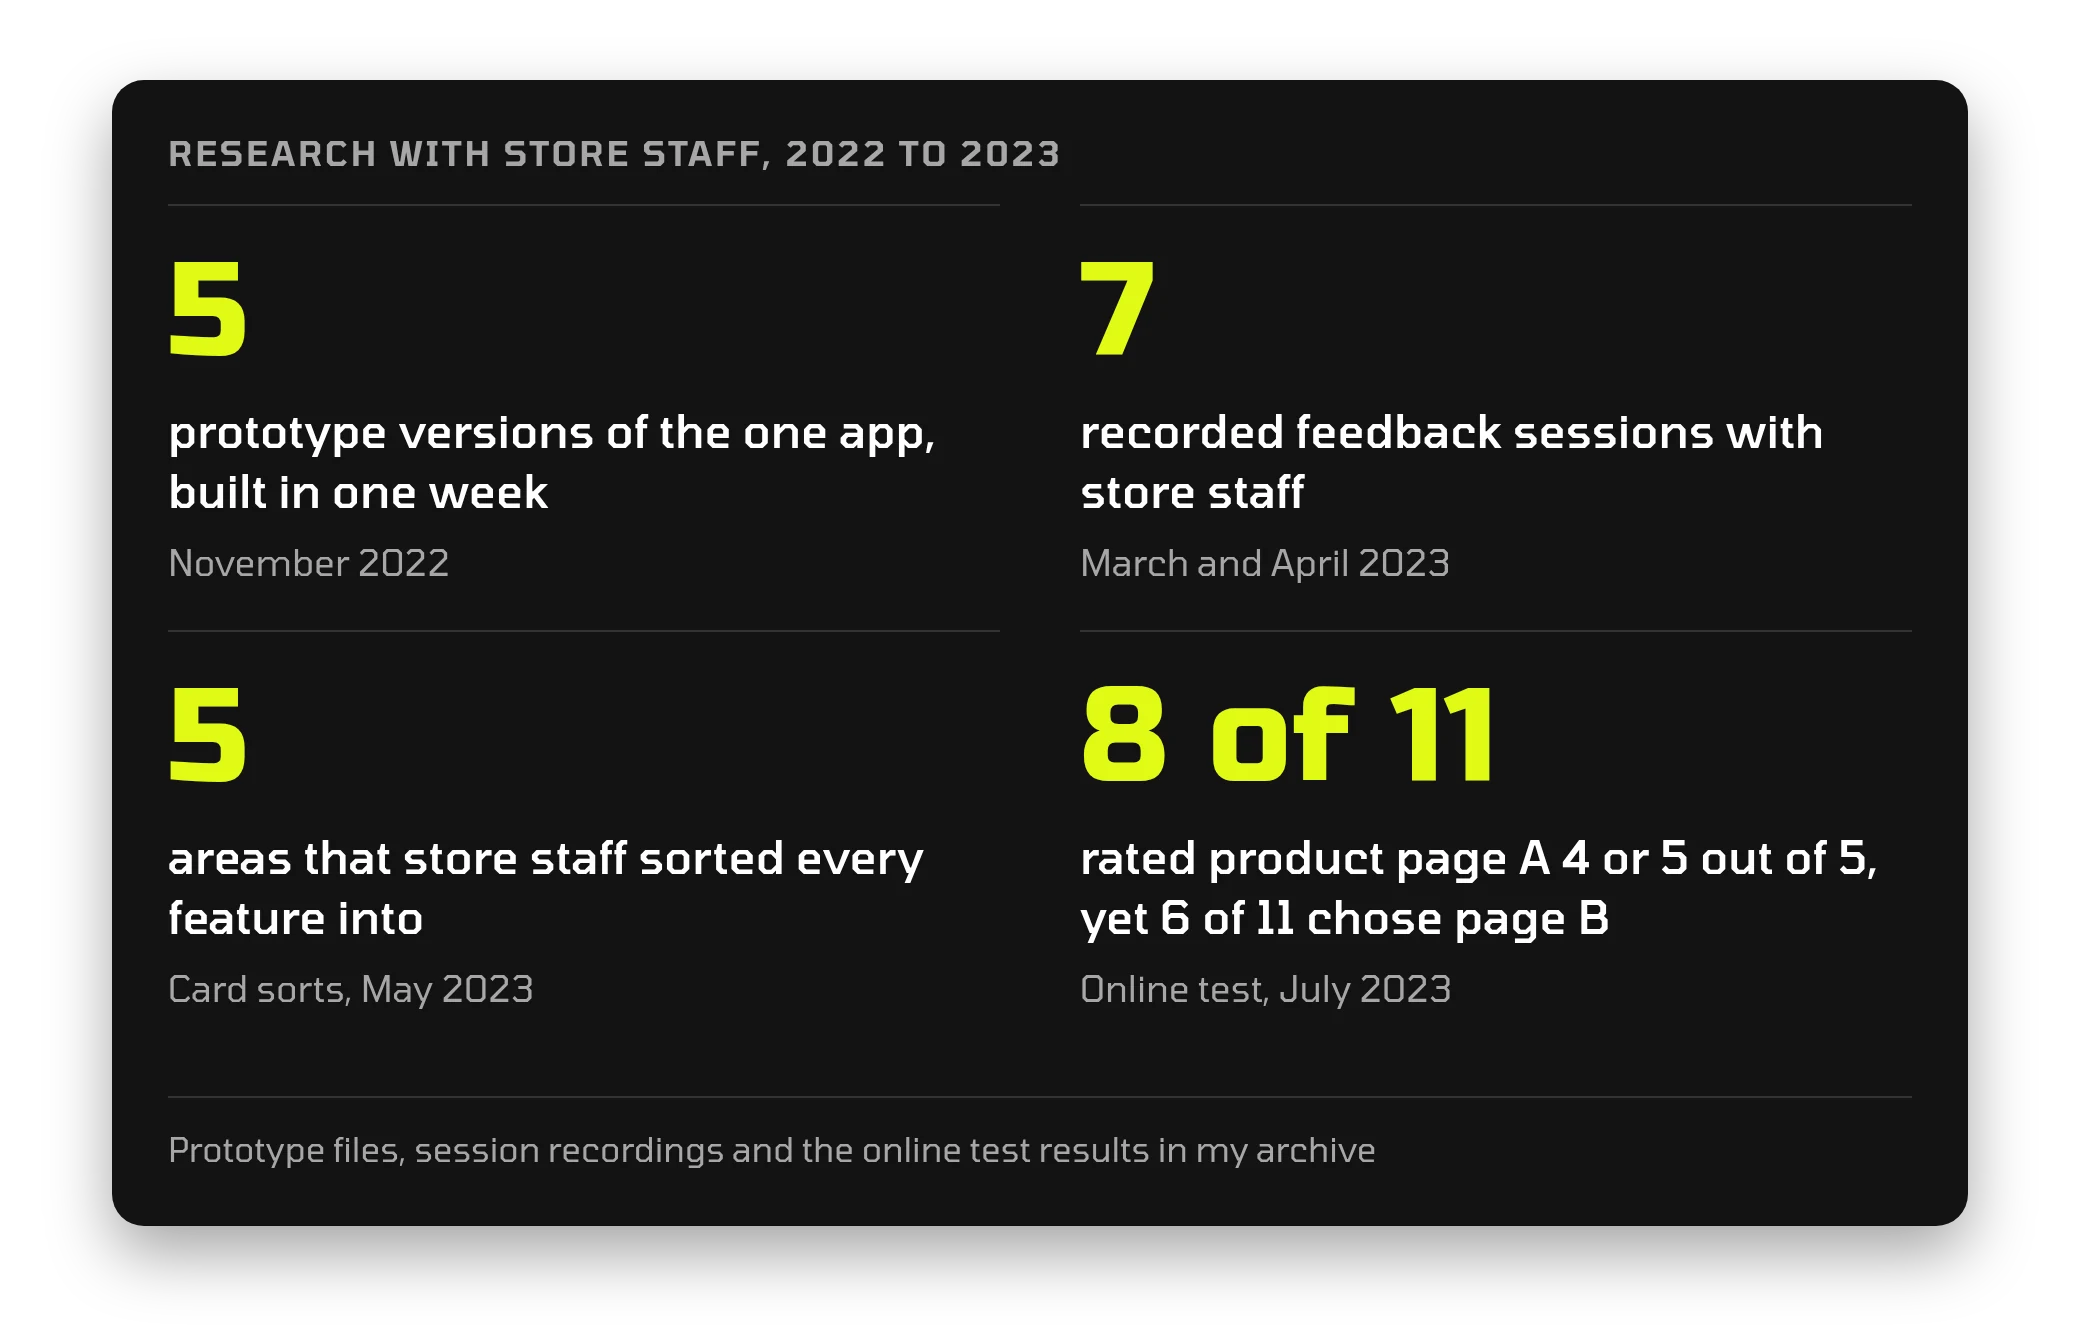 RESEARCH WITH STORE STAFF, 2022 TO 2023
5
prototype versions of the one app,
built in one week
November 2022
7
recorded feedback sessions with
store staff
March and April 2023
5
areas that store staff sorted every
feature into
Card sorts, May 2023
8 of 11
rated product page A 4 or 5 out of 5,
yet 6 of 11 chose page B
Online test, July 2023
Prototype files, session recordings and the online test results in my archive